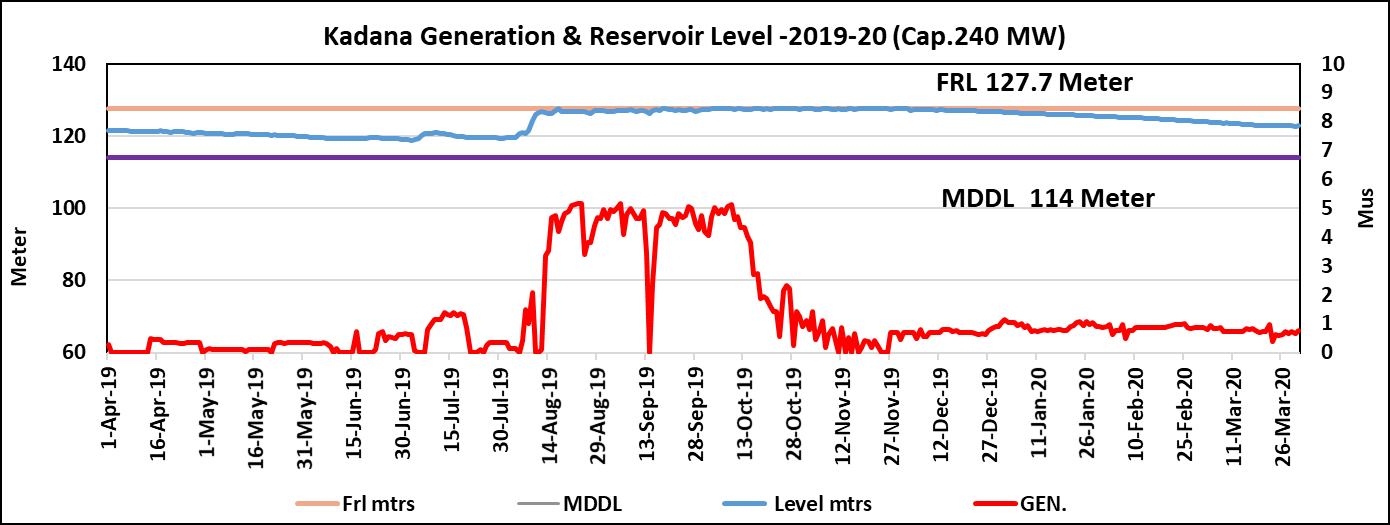 Kadana Generation & Reservoir Level -2019-20 (Cap.240 MW)
140
120
100
80
60
Meter
10
9
8
7
6
5
4
3
2
1
0
Mus
FRL 127.7 Meter
MDDL 114 Meter
1-Apr-19
16-Apr-19
1-May-19
16-May-19
31-May-19
15-Jun-19
30-Jun-19
15-Jul-19
30-Jul-19
14-Aug-19
29-Aug-19
13-Sep-19
28-Sep-19
13-Oct-19
28-Oct-19
12-Nov-19
27-Nov-19
12-Dec-19
27-Dec-19
11-Jan-20
26-Jan-20
10-Feb-20
25-Feb-20
11-Mar-20
26-Mar-20
Frl mtrs
MDDL
Level mtrs
GEN.